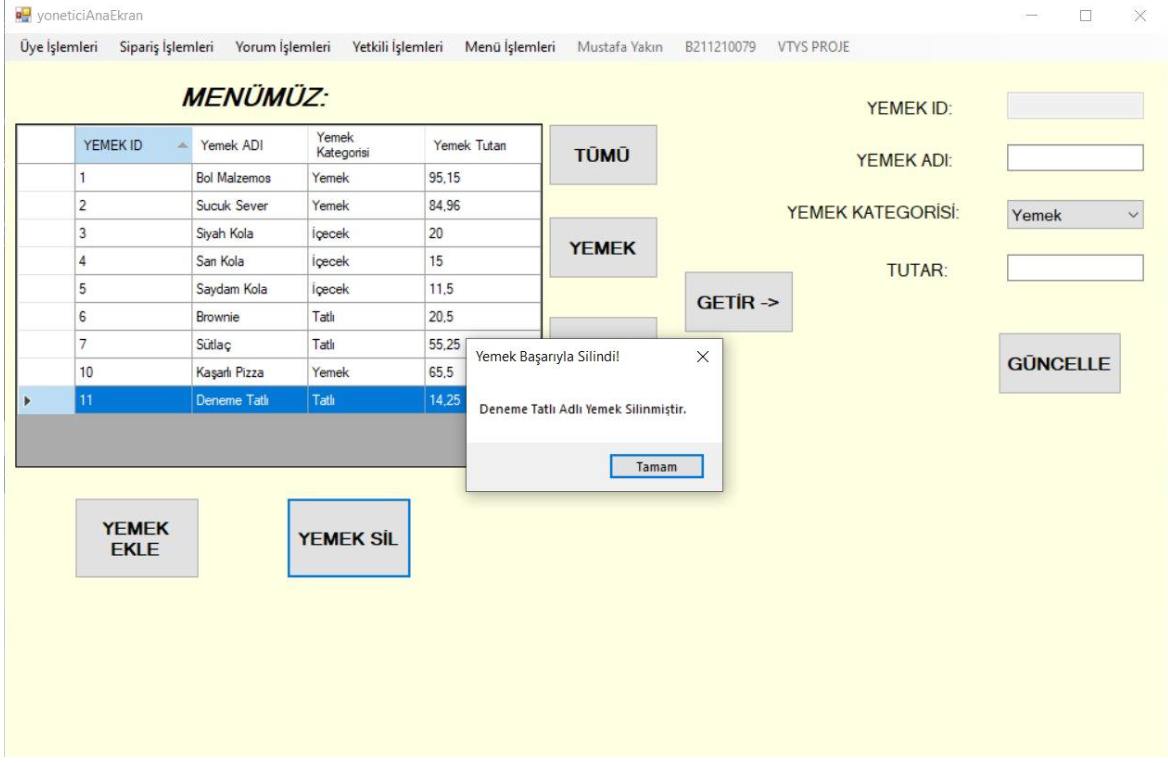 yoneticiAnaEkran
Üye İşlemleri Sipariş İşlemleri Yorum İşlemleri Yetkili İşlemleri Menü İşlemleri Mustafa Yakın B211210079 VTYS PROJE
MENÜMÜZ:
YEMEK ID Yemek ADI Yemek Kategorisi Yemek Tutarı
1 Bol Malzemos Yemek 95,15
2 Sucuk Sever Yemek 84,96
3 Siyah Kola İçecek 20
4 Sarı Kola İçecek 15
5 Saydam Kola İçecek 11,5
6 Brownie Tatlı 20,5
7 Sütlaç Tatlı 55,25
10 Kaşarlı Pizza Yemek 65,5
11 Deneme Tatlı Tatlı 14,25
TÜMÜ
YEMEK
GETİR ->
YEMEK ID:
YEMEK ADI:
YEMEK KATEGORİSİ: Yemek
TUTAR:
GÜNCELLE
Yemek Başarıyla Silindi!
Deneme Tatlı Adlı Yemek Silinmiştir.
Tamam
YEMEK
EKLE
YEMEK SİL